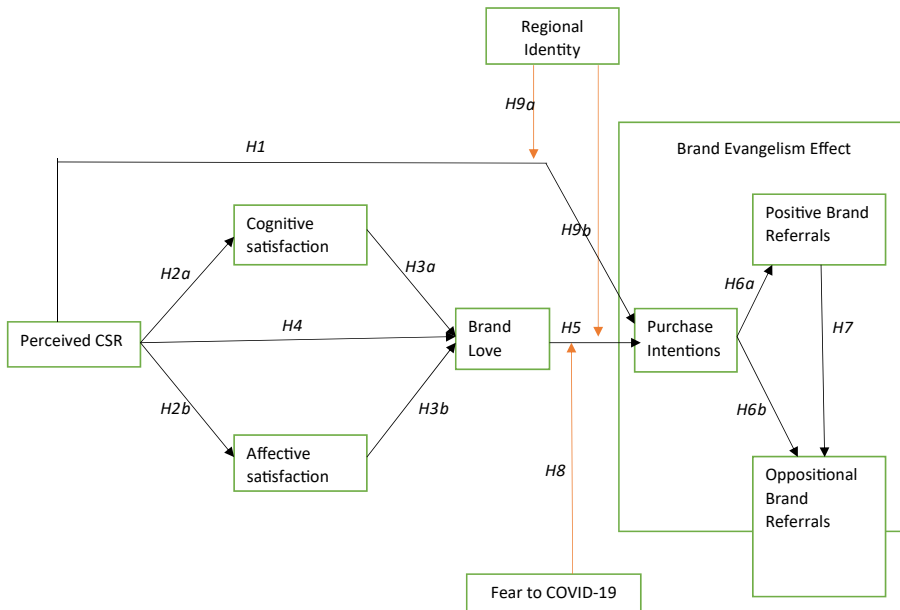 Regional
Identity
H9a
H1
Brand Evangelism Effect
Cognitive
satisfaction
Positive Brand
Referrals
H9b
H2a
H3a
H6a
Perceived CSR
H4
Brand
Love
H5
Purchase
Intentions
H7
H2b
H3b
H6b
Affective
satisfaction
H8
Oppositional
Brand
Referrals
Fear to COVID-19